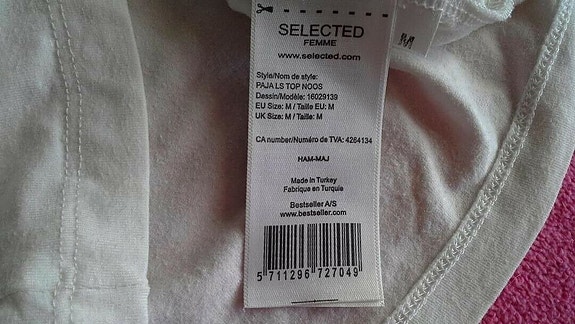 SELECTED
FEMME
www.selected.com
Style/Nom de style:
PAJA LS TOP NOOS
Dessin/Modèle: 16029139
EU Size: M / Taille EU: M
UK Size: M / Taille: M
CA number/Numéro de TVA: 4264134
HAM-MAJ
Made in Turkey
Fabrique en Turquie
Bestseller A/S
www.bestseller.com
5 711296 727049
M